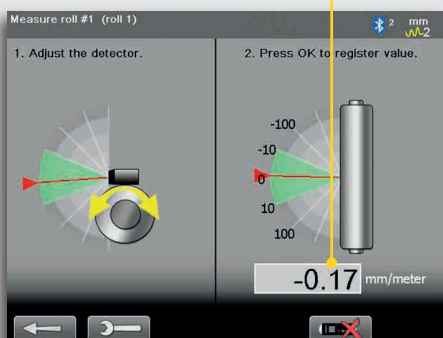 Measure roll #1 (roll 1)
2
mm
2
1. Adjust the detector.
2. Press OK to register value.
-100
-10
0
10
100
-0.17 mm/meter